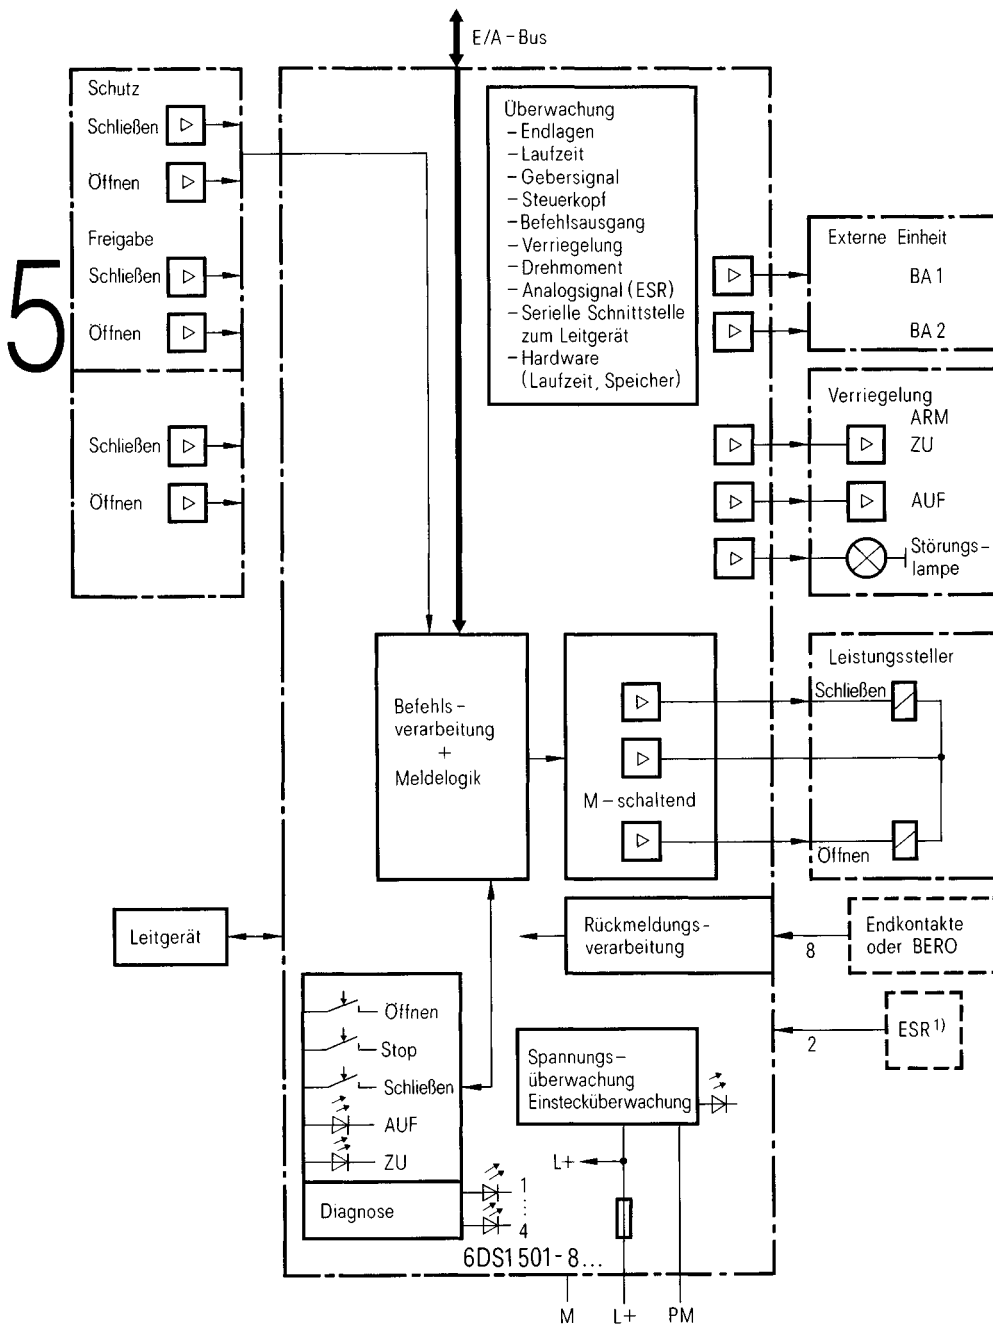 E/A-Bus
Schutz
Schließen
Öffnen
Freigabe
Schließen
Öffnen
5
Schließen
Öffnen
Überwachung
-Endlagen
-Laufzeit
-Gebersignal
-Steuerkopf
-Befehlsausgang
-Verriegelung
-Drehmoment
-Analogsignal (ESR)
-Serielle Schnittstelle
zum Leitgerät
-Hardware
(Laufzeit, Speicher)
Externe Einheit
BA 1
BA 2
Verriegelung
ARM
ZU
AUF
Störungs-
lampe
Befehls-
verarbeitung
+
Meldelogik
M-schaltend
Leistungssteller
Schließen
Öffnen
Leitgerät
Rückmeldungs-
verarbeitung
8
Endkontakte
oder BERO
2
ESR 1)
Öffnen
Stop
Schließen
AUF
ZU
Diagnose
1
⋮
4
Spannungs-
überwachung
Einstecküberwachung
L+
6DS1501-8...
M
L+
PM